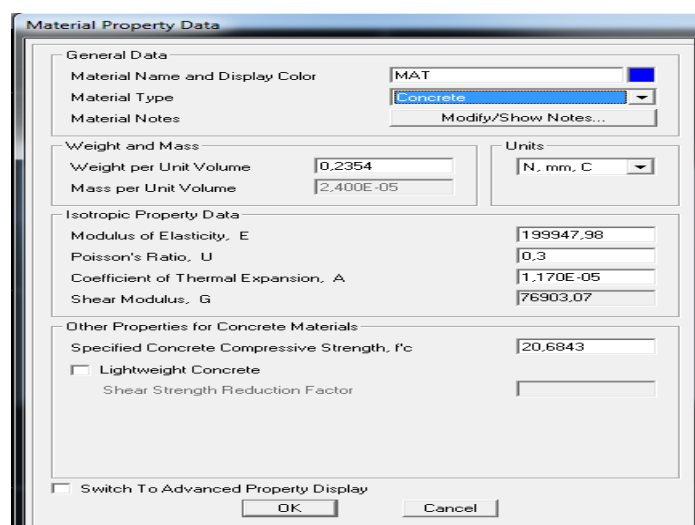 Material Property Data
General Data
Material Name and Display Color MAT
Material Type Concrete
Material Notes Modify/Show Notes...
Weight and Mass Units
Weight per Unit Volume 0,2354 N, mm, C
Mass per Unit Volume 2,400E-05
Isotropic Property Data
Modulus of Elasticity, E 199947,98
Poisson's Ratio, U 0,3
Coefficient of Thermal Expansion, A 1,170E-05
Shear Modulus, G 76903,07
Other Properties for Concrete Materials
Specified Concrete Compressive Strength, f'c 20,6843
Lightweight Concrete
Shear Strength Reduction Factor
Switch To Advanced Property Display
OK Cancel